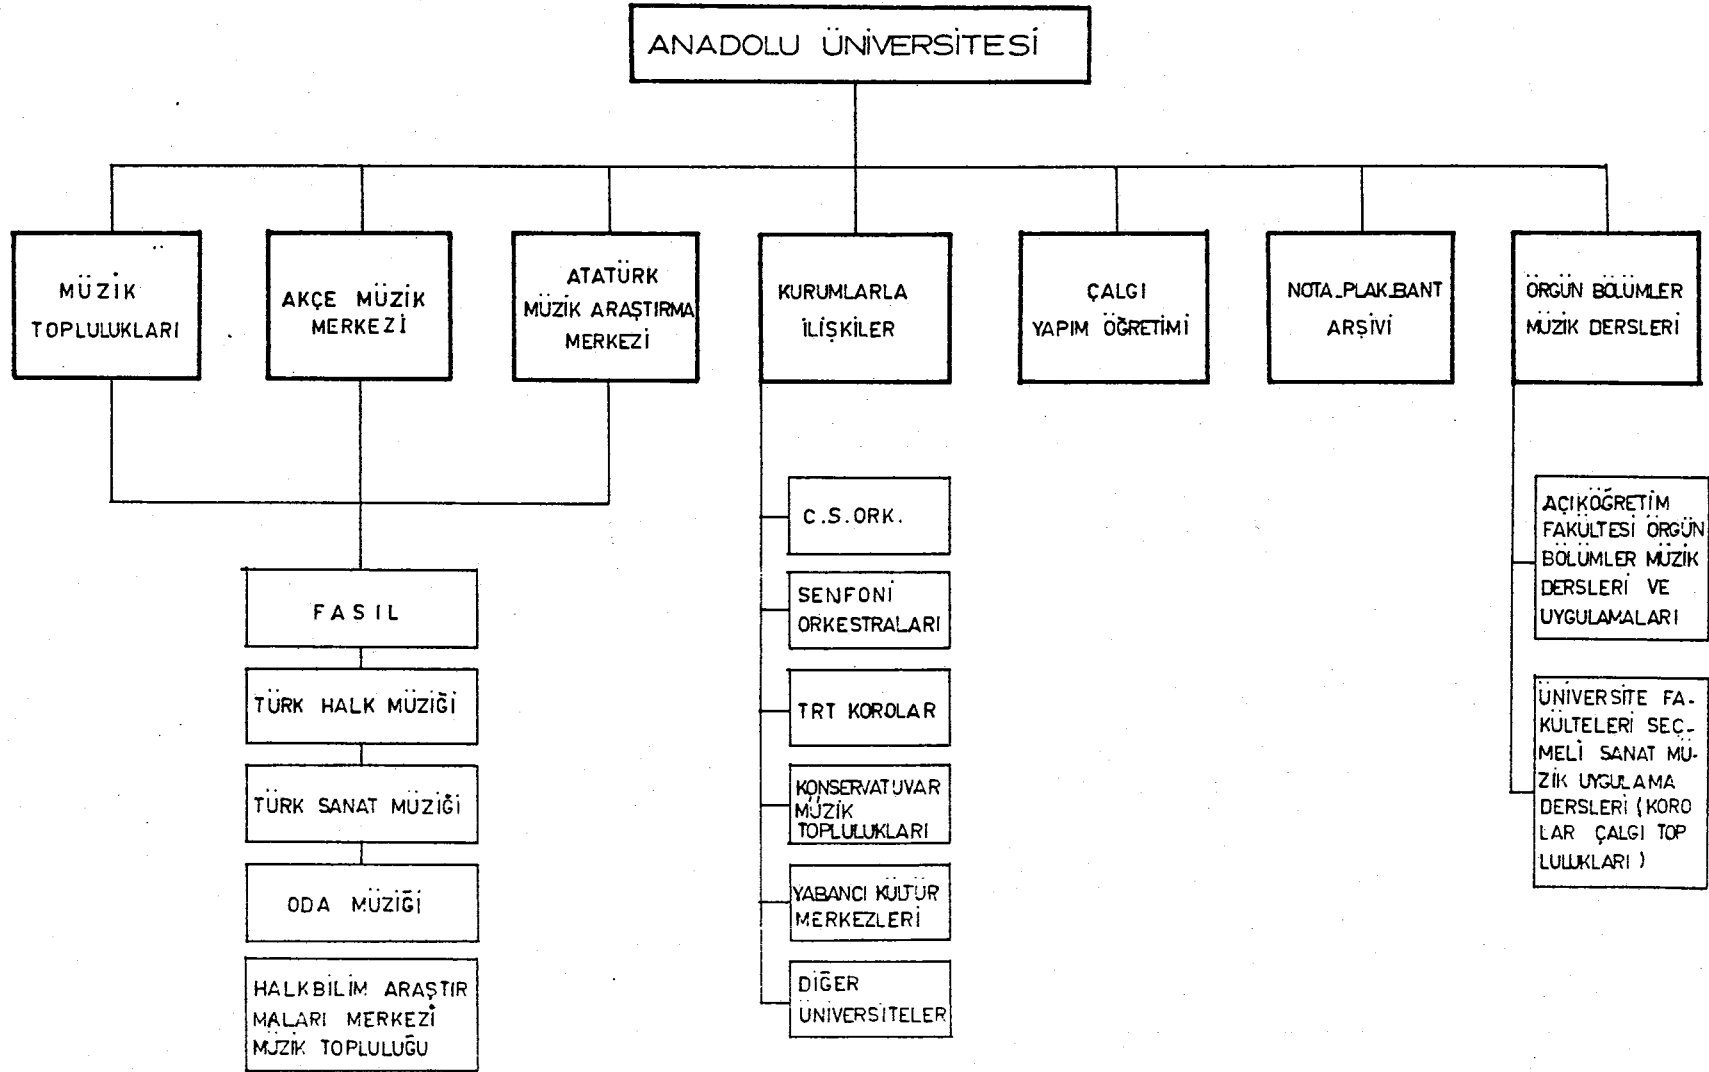 ANADOLU ÜNİVERSİTESİ
MÜZİK
TOPLULUKLARI
AKÇE MÜZİK
MERKEZİ
ATATÜRK
MÜZİK ARAŞTIRMA
MERKEZİ
KURUMLARLA
İLİŞKİLER
ÇALGI
YAPIM ÖĞRETİMİ
NOTA_PLAK_BANT
ARŞİVİ
ÖRGÜN BÖLÜMLER
MÜZİK DERSLERİ
FASIL
TÜRK HALK MÜZİĞİ
TÜRK SANAT MÜZİĞİ
ODA MÜZİĞİ
HALKBİLİM ARAŞTIR
MALARI MERKEZİ
MÜZİK TOPLULUĞU
C.S.ORK.
SENFONİ
ORKESTRALARI
TRT KOROLAR
KONSERVATUVAR
MÜZİK
TOPLULUKLARI
YABANCI KÜLTÜR
MERKEZLERİ
DİĞER
ÜNİVERSİTELER
AÇIKÖĞRETİM
FAKÜLTESİ ÖRGÜN
BÖLÜMLER MÜZİK
DERSLERİ VE
UYGULAMALARI
ÜNİVERSİTE FA-
KÜLTELERİ SEÇ-
MELİ SANAT MÜ-
ZİK UYGULAMA
DERSLERİ (KORO
LAR ÇALGI TOP
LULUKLARI)